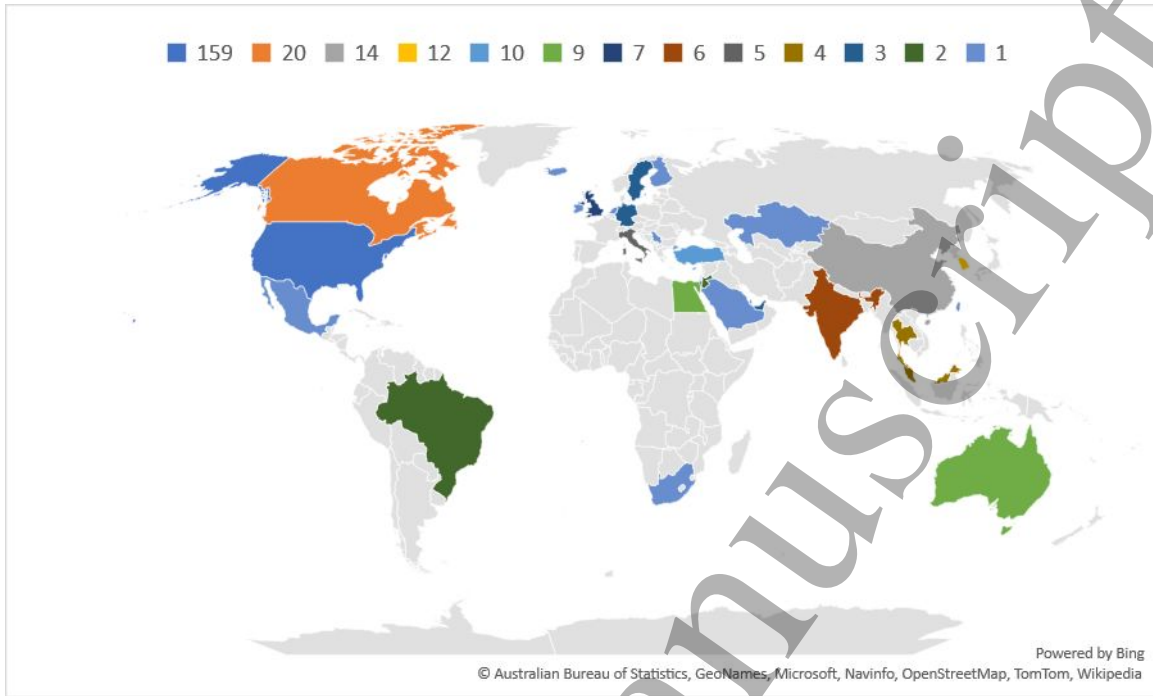 159 20 14 12 10 9 7 6 5 4 3 2 1
manuscript
Powered by Bing
© Australian Bureau of Statistics, GeoNames, Microsoft, Navinfo, OpenStreetMap, TomTom, Wikipedia